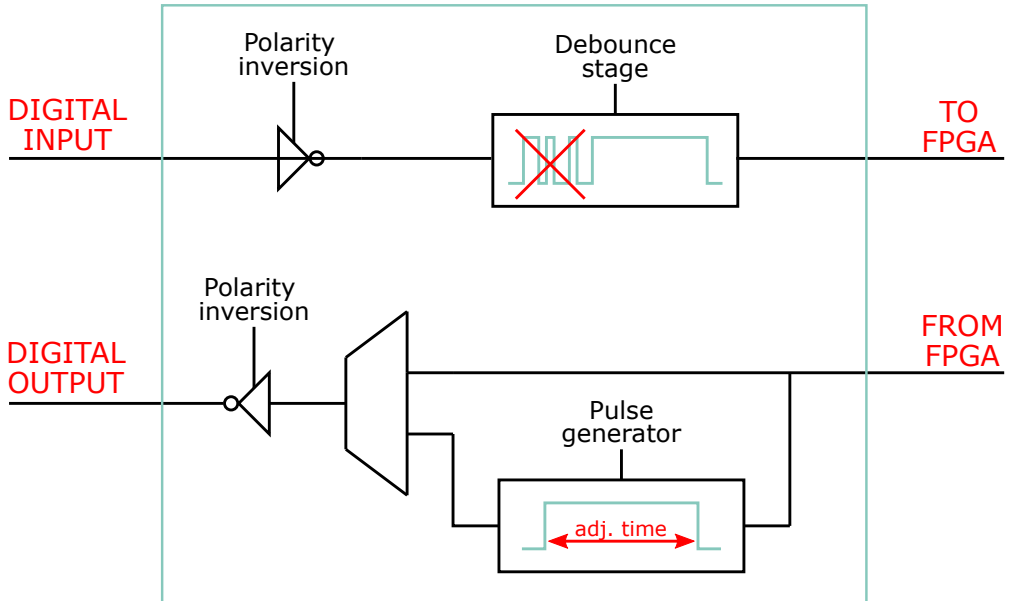 Polarity
inversion
Debounce
stage
DIGITAL
INPUT
TO
FPGA
Polarity
inversion
DIGITAL
OUTPUT
FROM
FPGA
Pulse
generator
adj. time